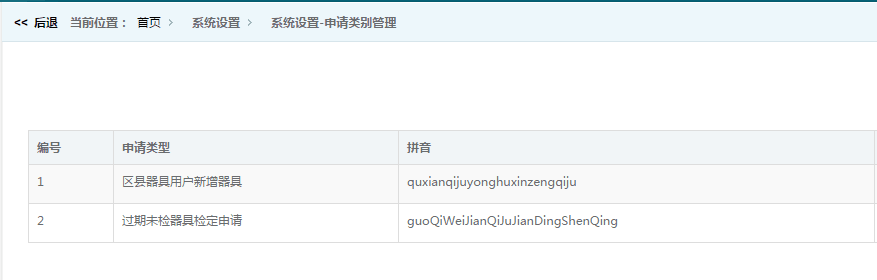 << 后退 当前位置： 首页 > 系统设置 > 系统设置-申请类别管理
编号 申请类型 拼音
1 区县器具用户新增器具 quxianqijuyonghuxinzengqiju
2 过期未检器具检定申请 guoQiWeiJianQiJuJianDingShenQing